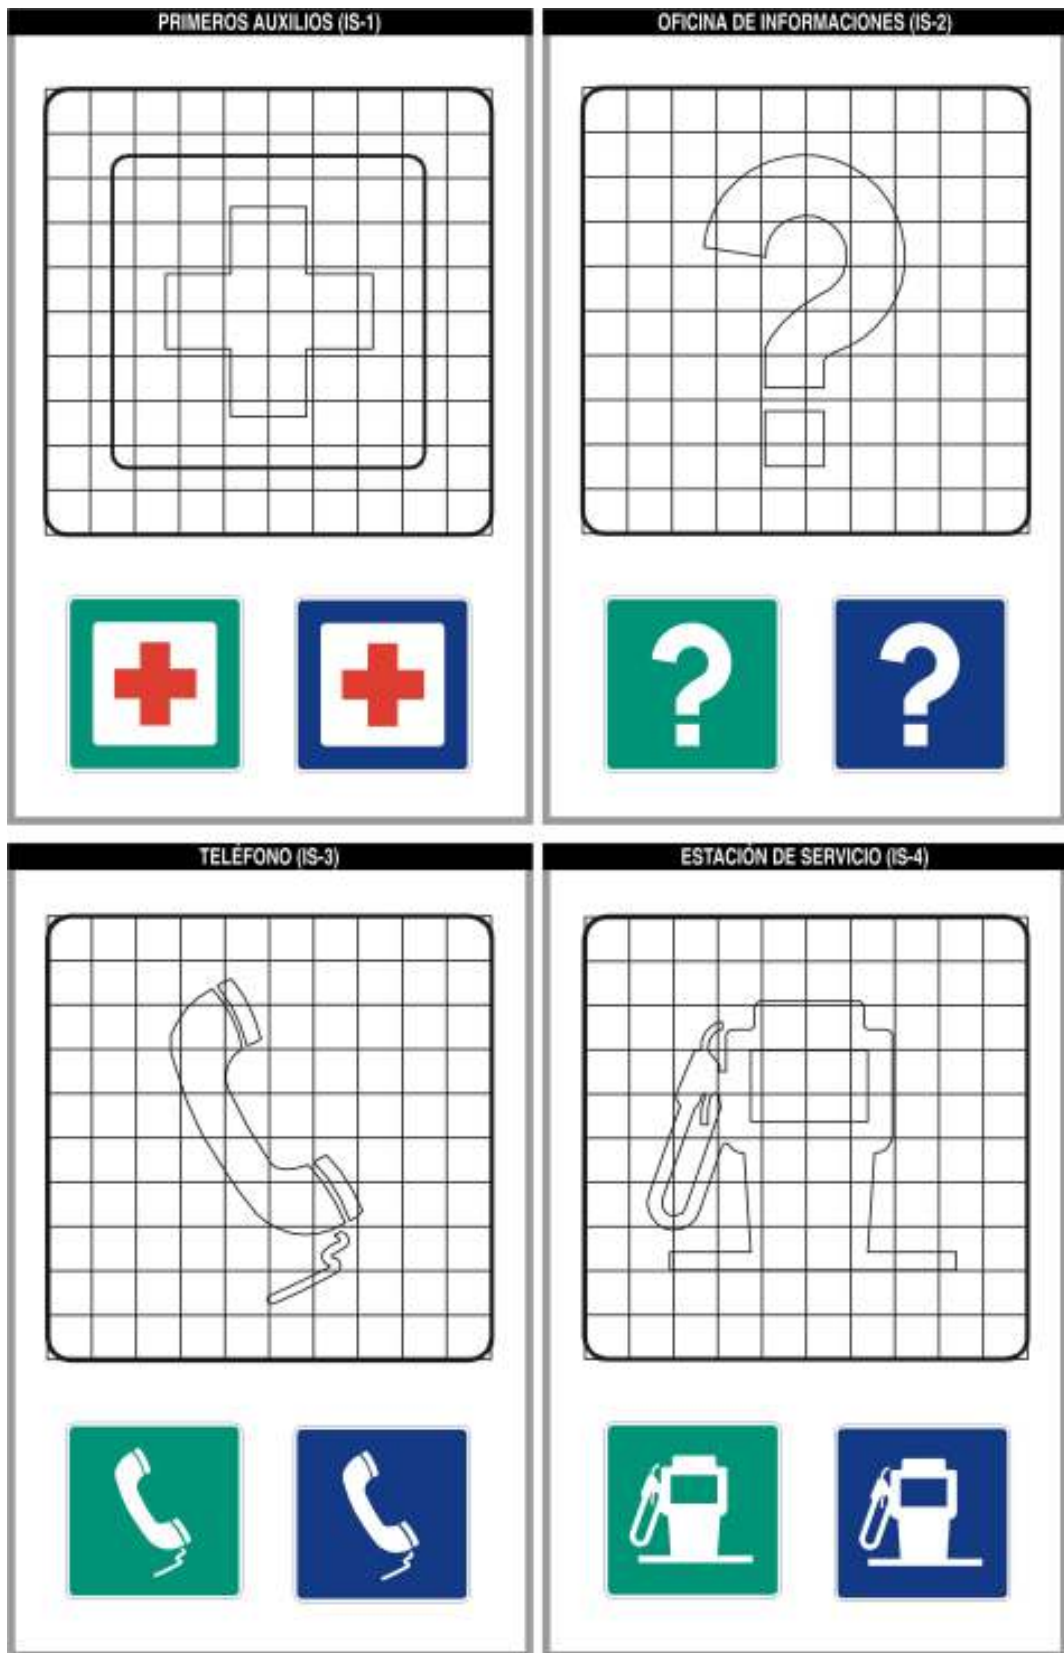 PRIMEROS AUXILIOS (IS-1)
OFICINA DE INFORMACIONES (IS-2)
TELÉFONO (IS-3)
ESTACIÓN DE SERVICIO (IS-4)